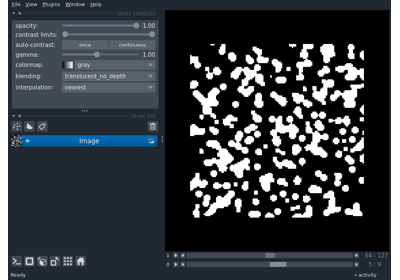 File View Plugins Window Help
layer controls
opacity: 1.00
contrast limits:
auto-contrast: once continuous
gamma: 1.00
colormap: gray
blending: translucent_no_depth
interpolation: nearest
layer list
Image
1 64 127
0 5 9
Ready activity